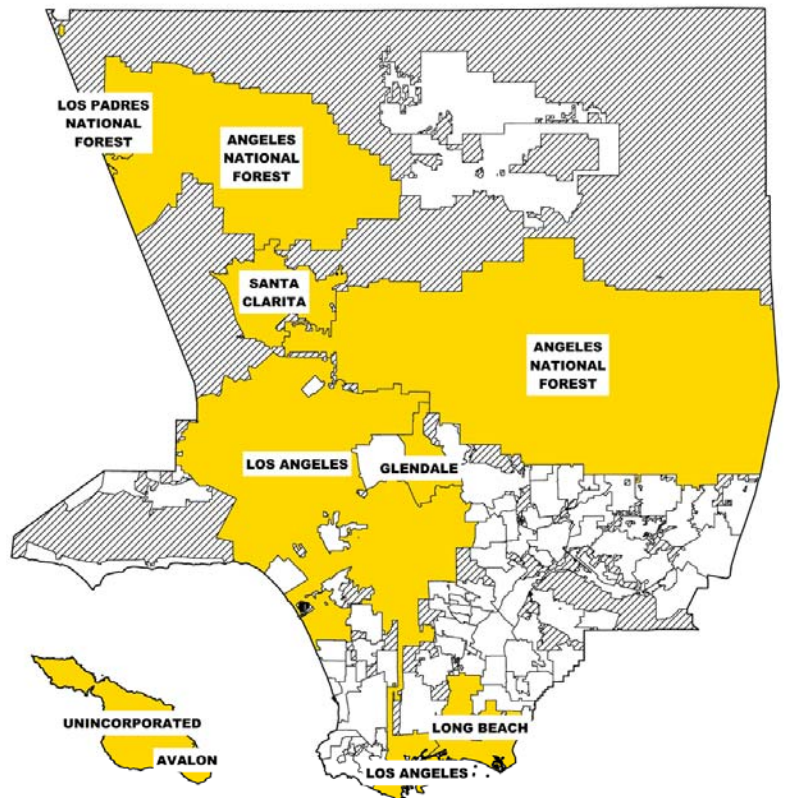 LOS PADRES
NATIONAL
FOREST
ANGELES
NATIONAL
FOREST
SANTA
CLARITA
ANGELES
NATIONAL
FOREST
LOS ANGELES
GLENDALE
UNINCORPORATED
AVALON
LONG BEACH
LOS ANGELES